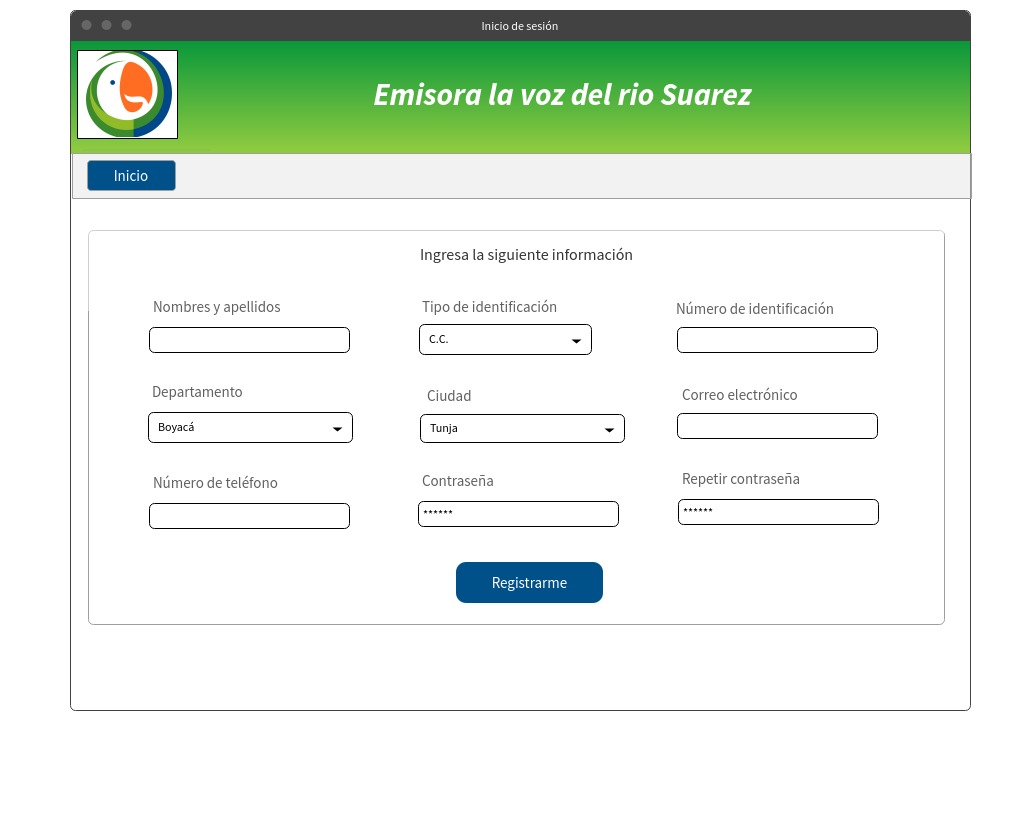 Inicio de sesión
Emisora la voz del rio Suarez
Inicio
Ingresa la siguiente información
Nombres y apellidos
Tipo de identificación
Número de identificación
C.C.
Departamento
Ciudad
Correo electrónico
Boyacá
Tunja
Número de teléfono
Contraseña
Repetir contraseña
******
******
Registrarme